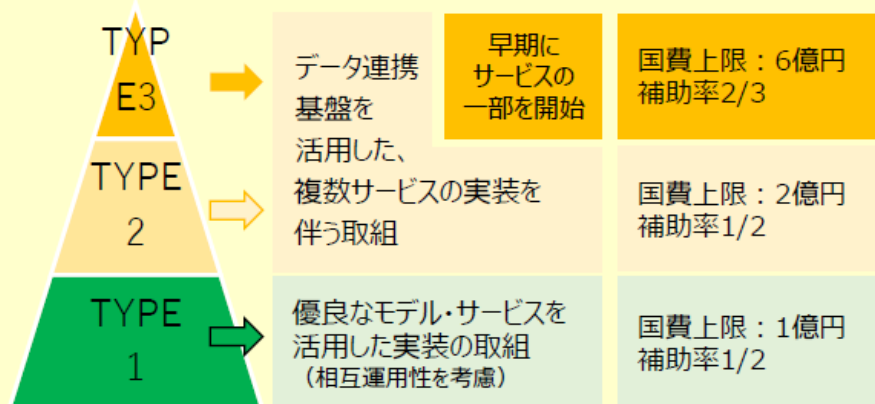 TYP
E3
データ連携
基盤を
活用した、
複数サービスの実装を
伴う取組
早期に
サービスの
一部を開始
国費上限：6億円
補助率2/3
TYPE
2
国費上限：2億円
補助率1/2
TYPE
1
優良なモデル・サービスを
活用した実装の取組
（相互運用性を考慮）
国費上限：1億円
補助率1/2